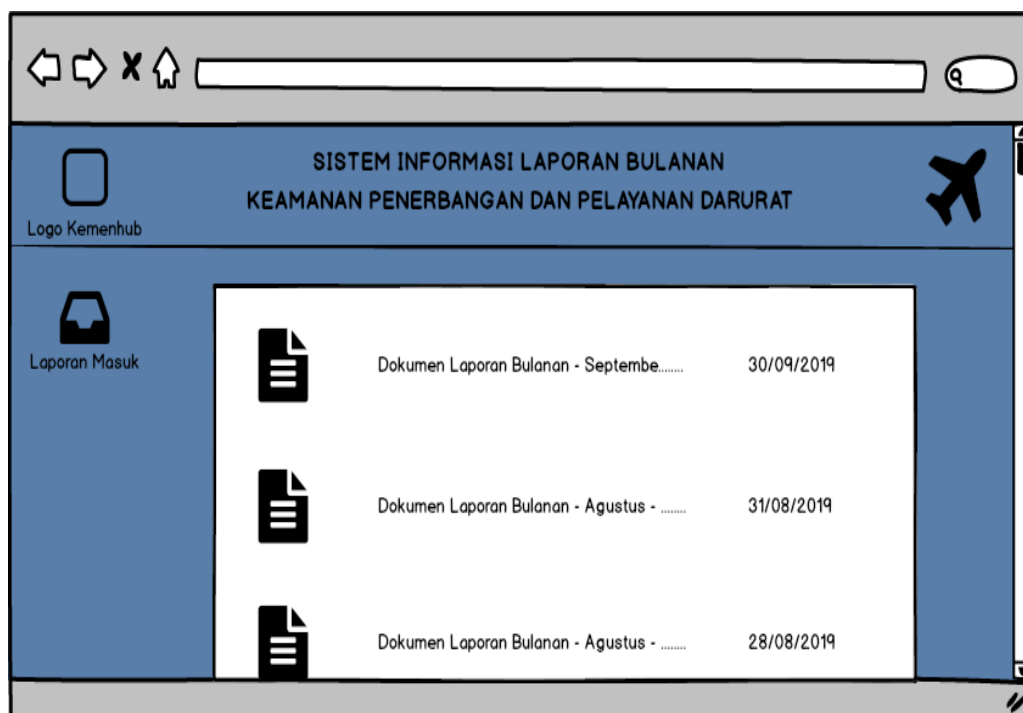 SISTEM INFORMASI LAPORAN BULANAN
KEAMANAN PENERBANGAN DAN PELAYANAN DARURAT
Logo Kemenhub
Laporan Masuk
Dokumen Laporan Bulanan - Septembe........ 30/09/2019
Dokumen Laporan Bulanan - Agustus - ........ 31/08/2019
Dokumen Laporan Bulanan - Agustus - ........ 28/08/2019